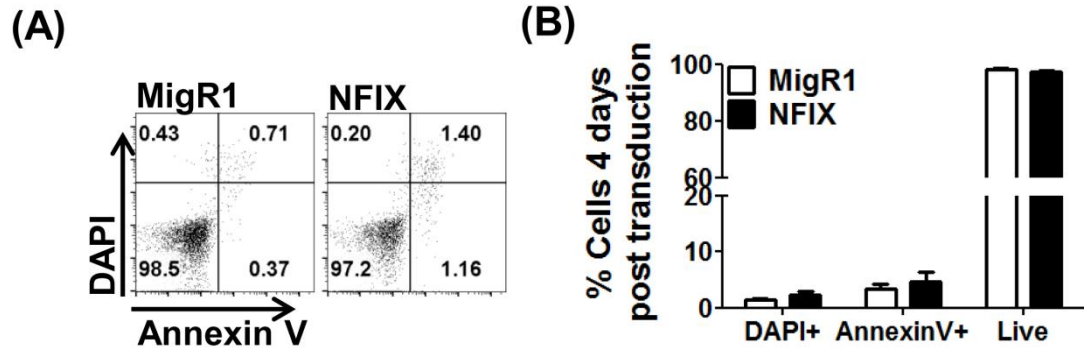 (A)
MigR1
NFIX
0.43
0.71
0.20
1.40
98.5
0.37
97.2
1.16
DAPI
Annexin V
(B)
% Cells 4 days
post transduction
100
80
60
20
10
0
MigR1
NFIX
DAPI+
AnnexinV+
Live